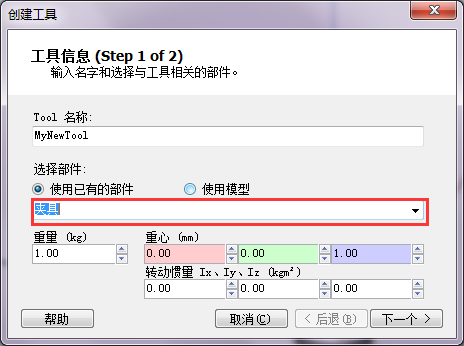 创建工具
工具信息 (Step 1 of 2)
输入名字和选择与工具相关的部件。
Tool 名称:
MyNewTool
选择部件:
使用已有的部件 使用模型
夹具
重量 (kg) 重心 (mm)
1.00 0.00 0.00 1.00
转动惯量 Ix、Iy、Iz (kgm²)
0.00 0.00 0.00
帮助 取消(C) < 后退(B) 下一个 >